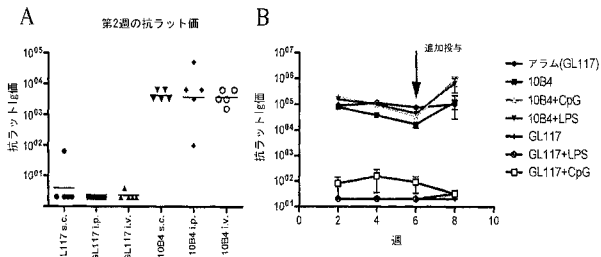 A
第2週の抗ラット価
抗ラットIg価
10^05
10^04
10^03
10^02
10^01
GL117 s.c.
GL117 i.p.
GL117 i.v.
10B4 s.c.
10B4 i.p.
10B4 i.v.
B
追加投与
抗ラットIg価
10^07
10^06
10^05
10^04
10^03
10^02
10^01
0
2
4
6
8
10
週
アラム(GL117)
10B4
10B4+CpG
10B4+LPS
GL117
GL117+LPS
GL117+CpG